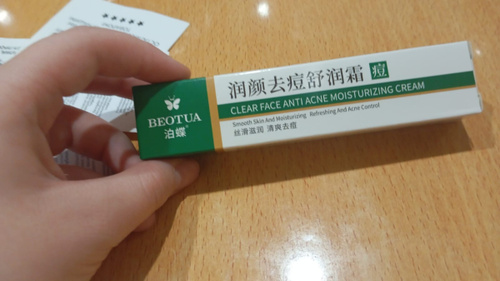 BEOTUA
泊蝶®
润颜去痘舒润霜 痘
CLEAR FACE ANTI ACNE MOISTURIZING CREAM
Smooth Skin And Moisturizing Refreshing And Acne Control
丝滑滋润 清爽去痘